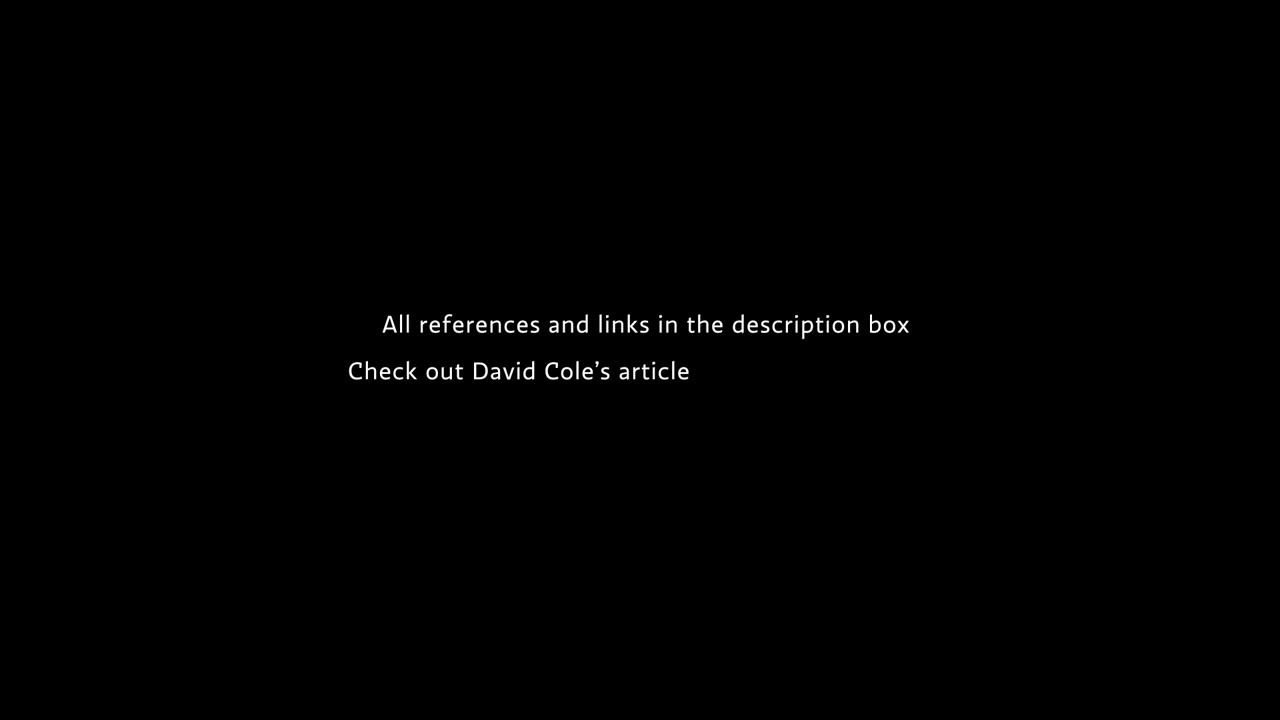 All references and links in the description box
Check out David Cole’s article